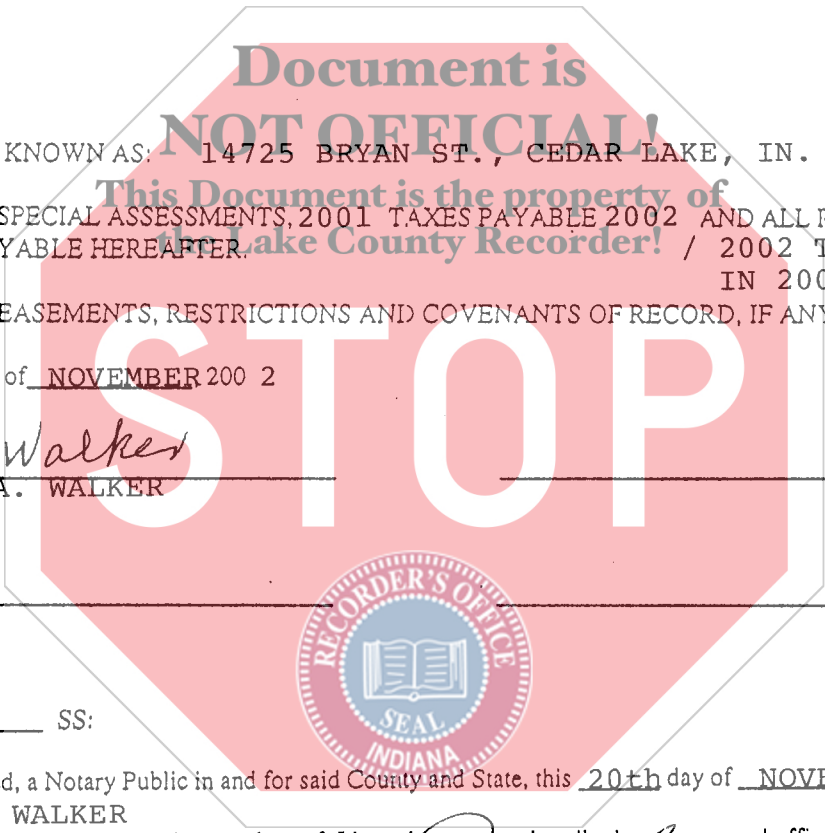 Document is
NOT OFFICIAL!
KNOWN AS: 14725 BRYAN ST., CEDAR LAKE, IN.
This Document is the property of
SPECIAL ASSESSMENTS, 2001 TAXES PAYABLE 2002 AND ALL
the Lake County Recorder!
YABLE HEREAFTER. / 2002 T
IN 200
EASEMENTS, RESTRICTIONS AND COVENANTS OF RECORD, IF ANY
STOP
of NOVEMBER 200 2
Walker
A. WALKER
RECORDER'S OFFICE
SEAL
INDIANA
SS:
d, a Notary Public in and for said County and State, this 20th day of NOVE
WALKER